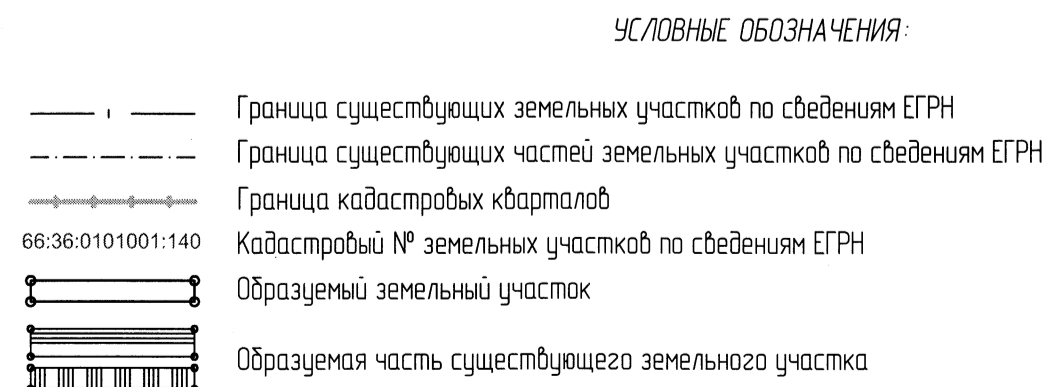 УСЛОВНЫЕ ОБОЗНАЧЕНИЯ:
Граница существующих земельных участков по сведениям ЕГРН
Граница существующих частей земельных участков по сведениям ЕГРН
Граница кадастровых кварталов
66:36:0101001:140 Кадастровый № земельных участков по сведениям ЕГРН
Образуемый земельный участок
Образуемая часть существующего земельного участка